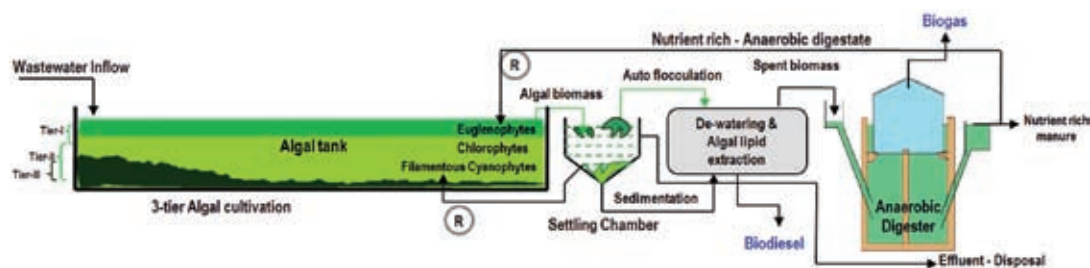 Biogas
Nutrient rich - Anaerobic digestate
Wastewater Inflow
R
Auto flocculation
Spent biomass
Algal biomass
Tier-I
Euglenophytes
De-watering &
Algal lipid
extraction
Nutrient rich
manure
Algal tank
Chlorophytes
Filamentous Cyanophytes
Tier-III
Sedimentation
3-tier Algal cultivation
R
Settling Chamber
Anaerobic
Digester
Biodiesel
Effluent - Disposal